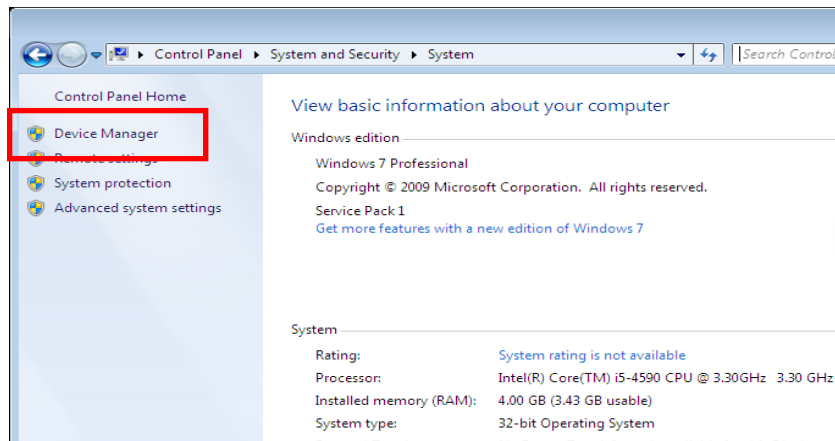 Control Panel ▸ System and Security ▸ System
Search Control
Control Panel Home
Device Manager
Remote settings
System protection
Advanced system settings
View basic information about your computer
Windows edition
Windows 7 Professional
Copyright © 2009 Microsoft Corporation. All rights reserved.
Service Pack 1
Get more features with a new edition of Windows 7
System
Rating: System rating is not available
Processor: Intel(R) Core(TM) i5-4590 CPU @ 3.30GHz 3.30 GHz
Installed memory (RAM): 4.00 GB (3.43 GB usable)
System type: 32-bit Operating System